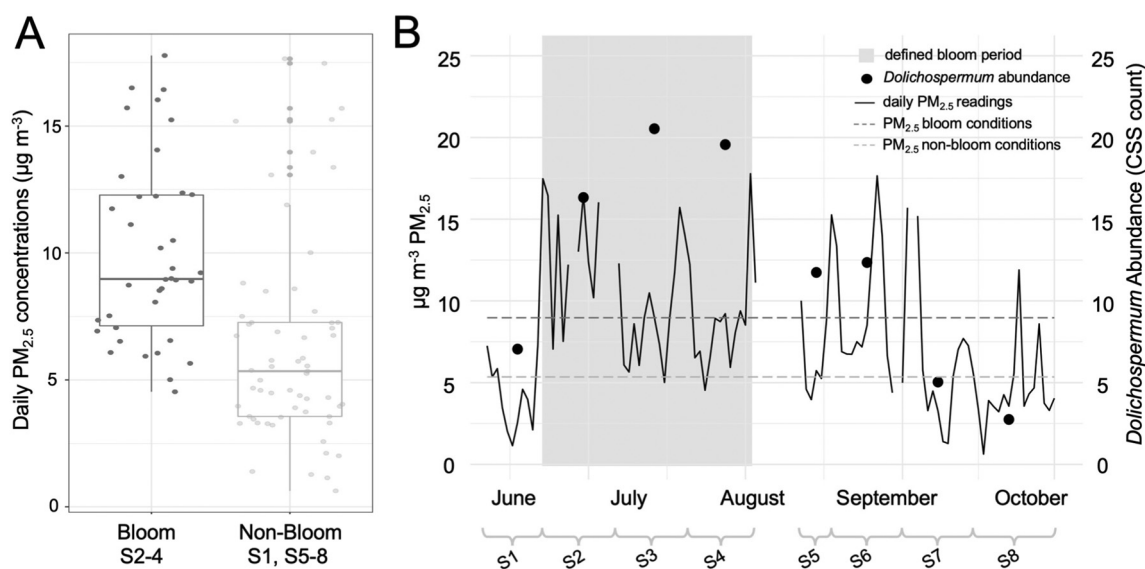 A
Daily PM2.5 concentrations (µg m-3)
15
10
5
0
Bloom
S2-4
Non-Bloom
S1, S5-8
B
µg m-3 PM2.5
25
20
15
10
5
0
defined bloom period
Dolichospermum abundance
daily PM2.5 readings
PM2.5 bloom conditions
PM2.5 non-bloom conditions
25
20
15
10
5
0
Dolichospermum Abundance (CSS count)
June
July
August
September
October
S1
S2
S3
S4
S5
S6
S7
S8